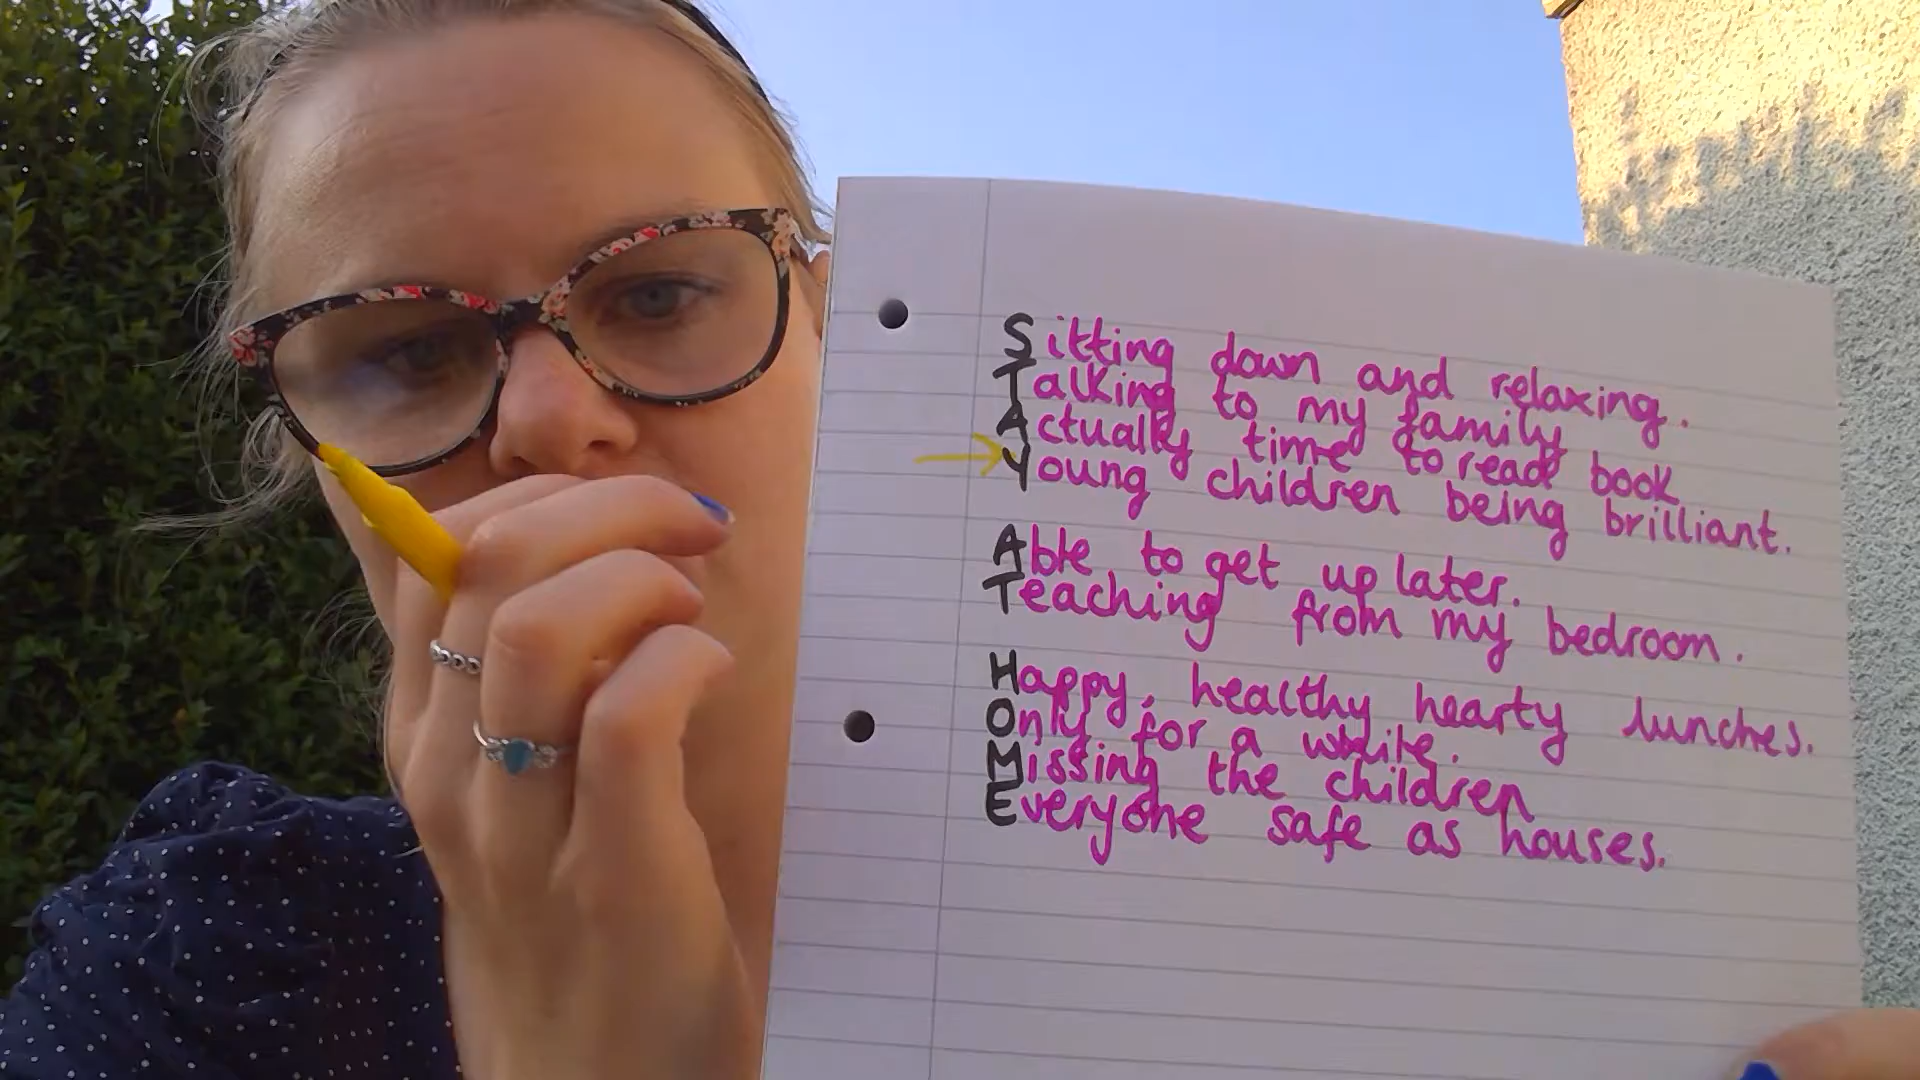 Sitting down and relaxing.
Talking to my family
Actually time to read book
Young children being brilliant.
Able to get up later.
Teaching from my bedroom.
Happy, healthy hearty lunches.
Only for a while.
Missing the children
Everyone safe as houses.